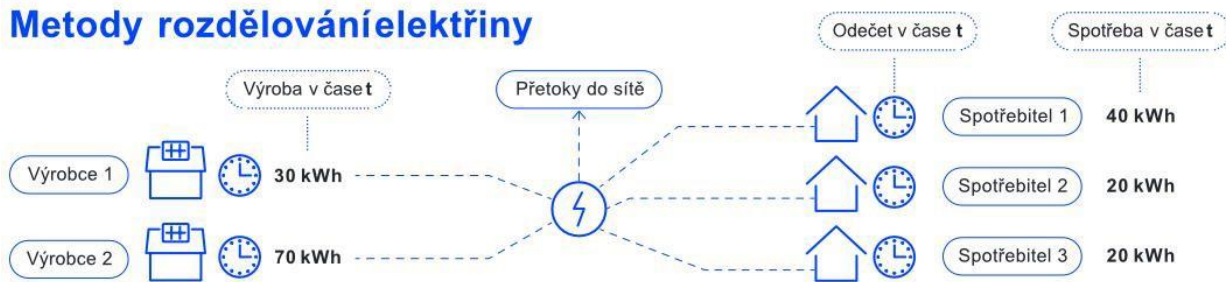 Metody rozdělováníelektřiny
Odečet v čase t
Spotřeba v čase t
Výroba v čase t
Přetoky do sítě
Spotřebitel 1 40 kWh
Výrobce 1 30 kWh
Spotřebitel 2 20 kWh
Výrobce 2 70 kWh
Spotřebitel 3 20 kWh